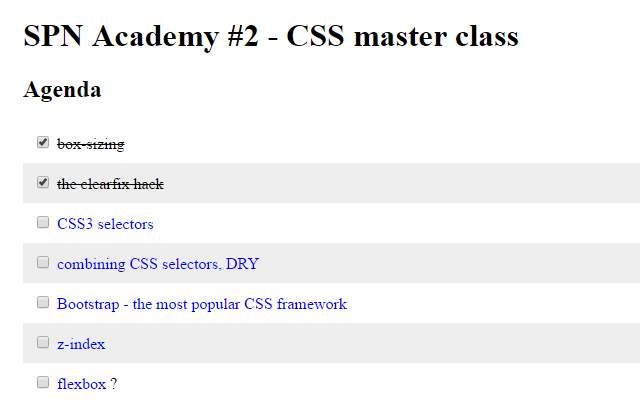 SPN Academy #2 - CSS master class
Agenda
box-sizing
the clearfix hack
CSS3 selectors
combining CSS selectors, DRY
Bootstrap - the most popular CSS framework
z-index
flexbox ?